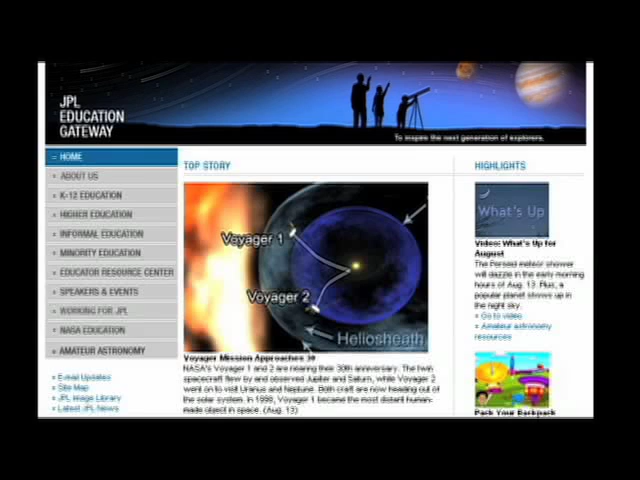 JPL
EDUCATION
GATEWAY
To inspire the next generation of explorers.
HOME
ABOUT US
K-12 EDUCATION
HIGHER EDUCATION
INFORMAL EDUCATION
MINORITY EDUCATION
EDUCATOR RESOURCE CENTER
SPEAKERS & EVENTS
WORKING FOR JPL
NASA EDUCATION
AMATEUR ASTRONOMY
E-mail Updates
Site Map
JPL Image Library
Latest JPL News
TOP STORY
Voyager 1
Voyager 2
Heliosheath
Voyager Mission Approaches 30
NASA's Voyager 1 and 2 are nearing their 30th anniversary. The twin
spacecraft flew by and observed Jupiter and Saturn, while Voyager 2
went on to visit Uranus and Neptune. Both craft are now heading out of
the solar system. In 1998, Voyager 1 became the most distant human-
made object in space. (Aug. 13)
HIGHLIGHTS
What's Up
Video: What's Up for
August
The Perseid meteor shower
will dazzle in the early morning
hours of Aug. 13. Plus, a
popular planet shows up in
the night sky.
» Go to video
» Amateur astronomy
resources
Pack Your Backpack